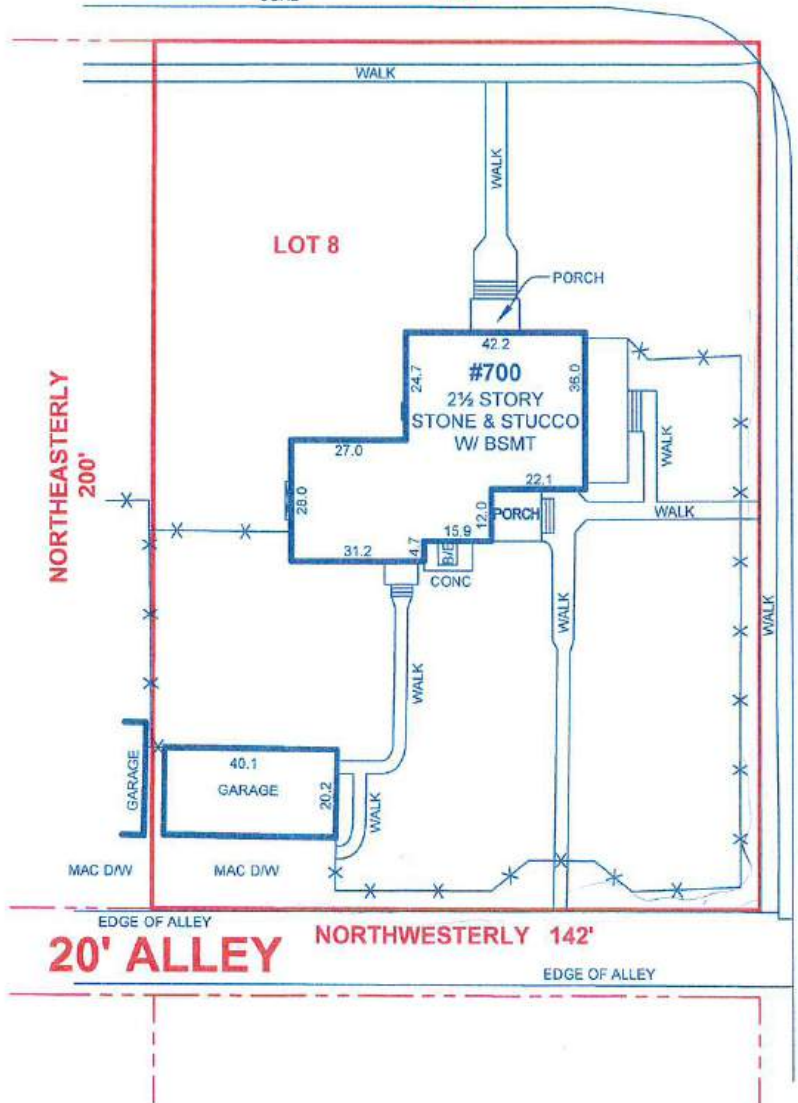 WALK
WALK
LOT 8
PORCH
42.2
#700
2½ STORY
STONE & STUCCO
W/ BSMT
24.7
36.0
27.0
22.1
WALK
NORTHEASTERLY
200'
28.0
12.0
PORCH
WALK
15.9
31.2
4.7
B/E
CONC
WALK
WALK
WALK
40.1
GARAGE
GARAGE
20.2
WALK
MAC D/W
MAC D/W
EDGE OF ALLEY
NORTHWESTERLY 142'
20' ALLEY
EDGE OF ALLEY